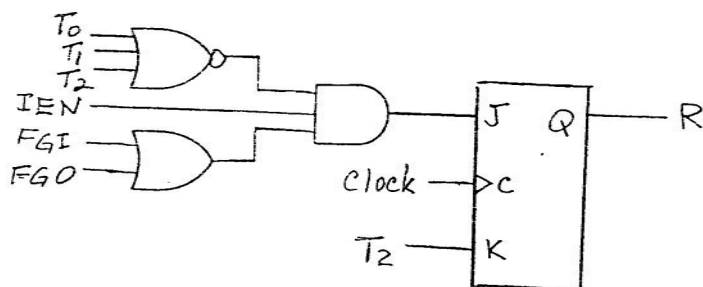 T0
T1
T2
IEN
FGI
FGO
J Q R
Clock C
T2 K